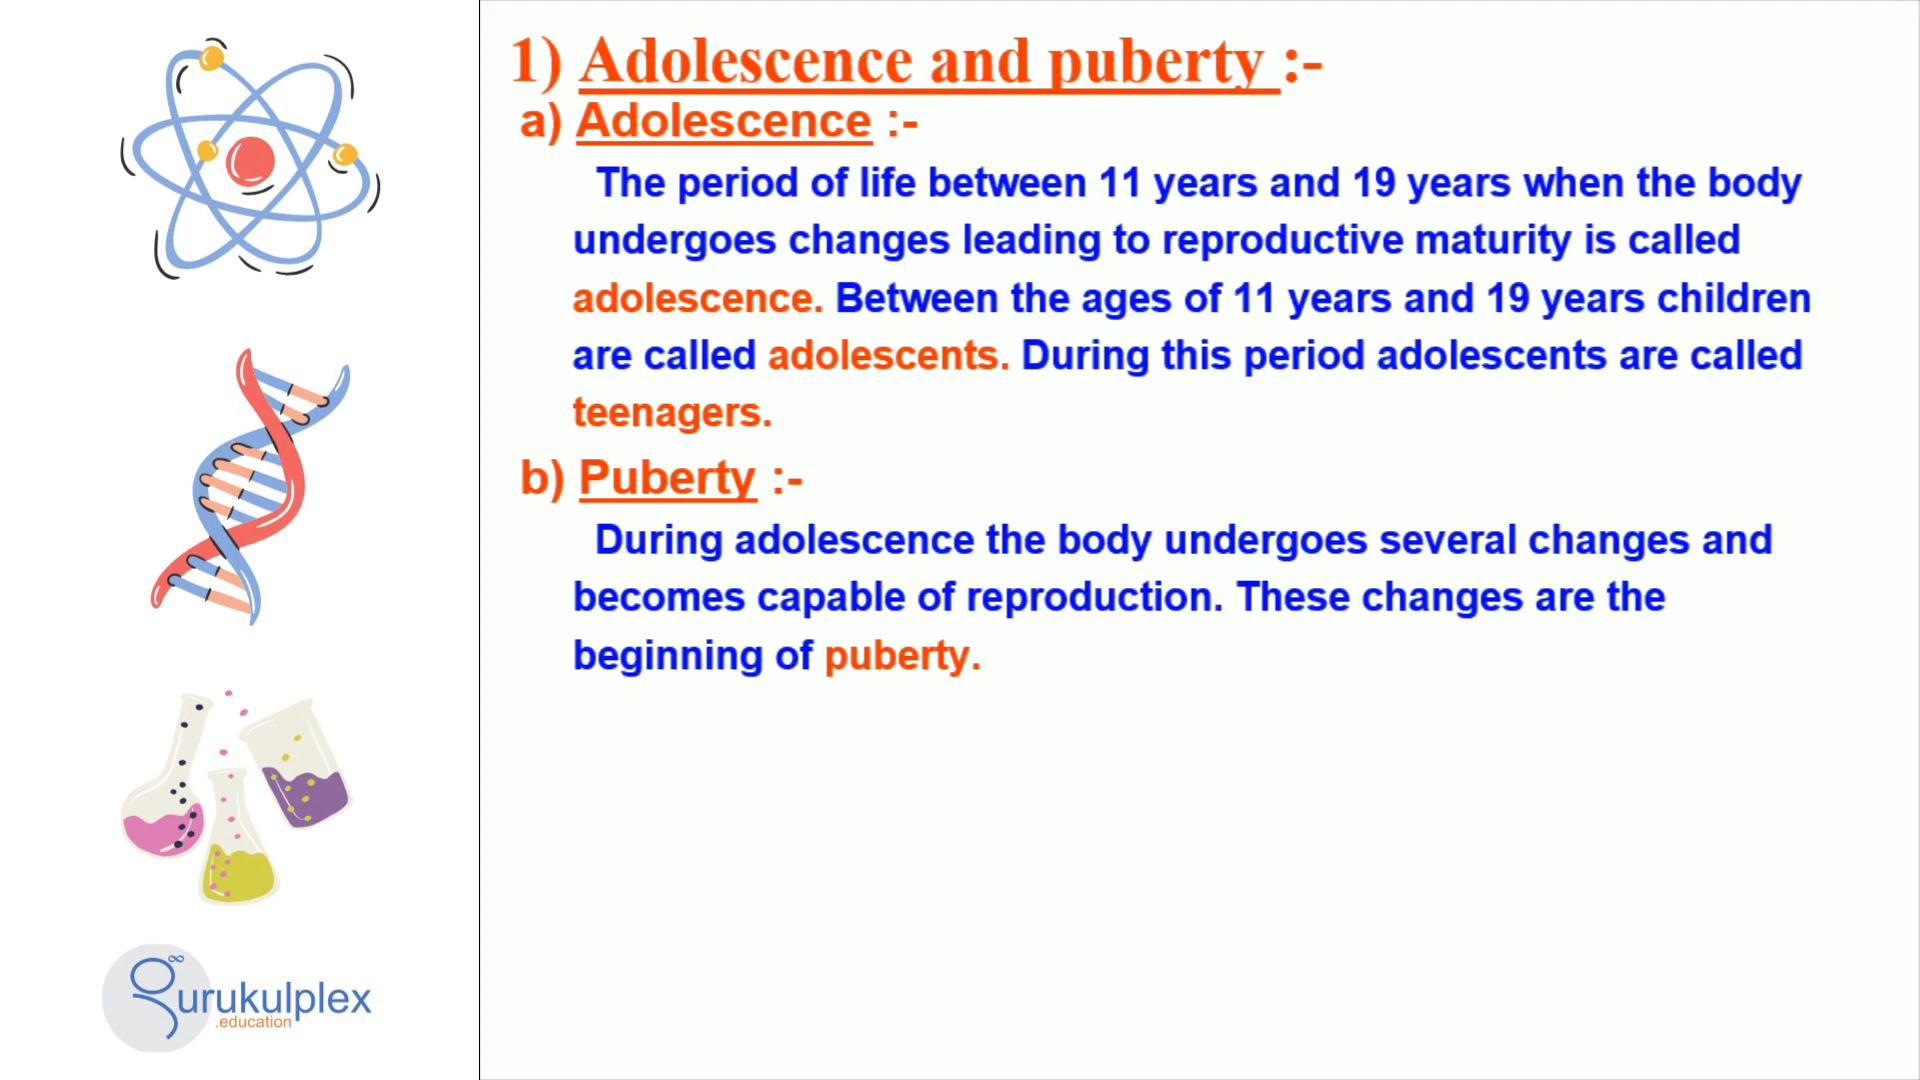 1) Adolescence and puberty :-
a) Adolescence :-
The period of life between 11 years and 19 years when the body
undergoes changes leading to reproductive maturity is called
adolescence. Between the ages of 11 years and 19 years children
are called adolescents. During this period adolescents are called
teenagers.
b) Puberty :-
During adolescence the body undergoes several changes and
becomes capable of reproduction. These changes are the
beginning of puberty.
gurukulplex
.education